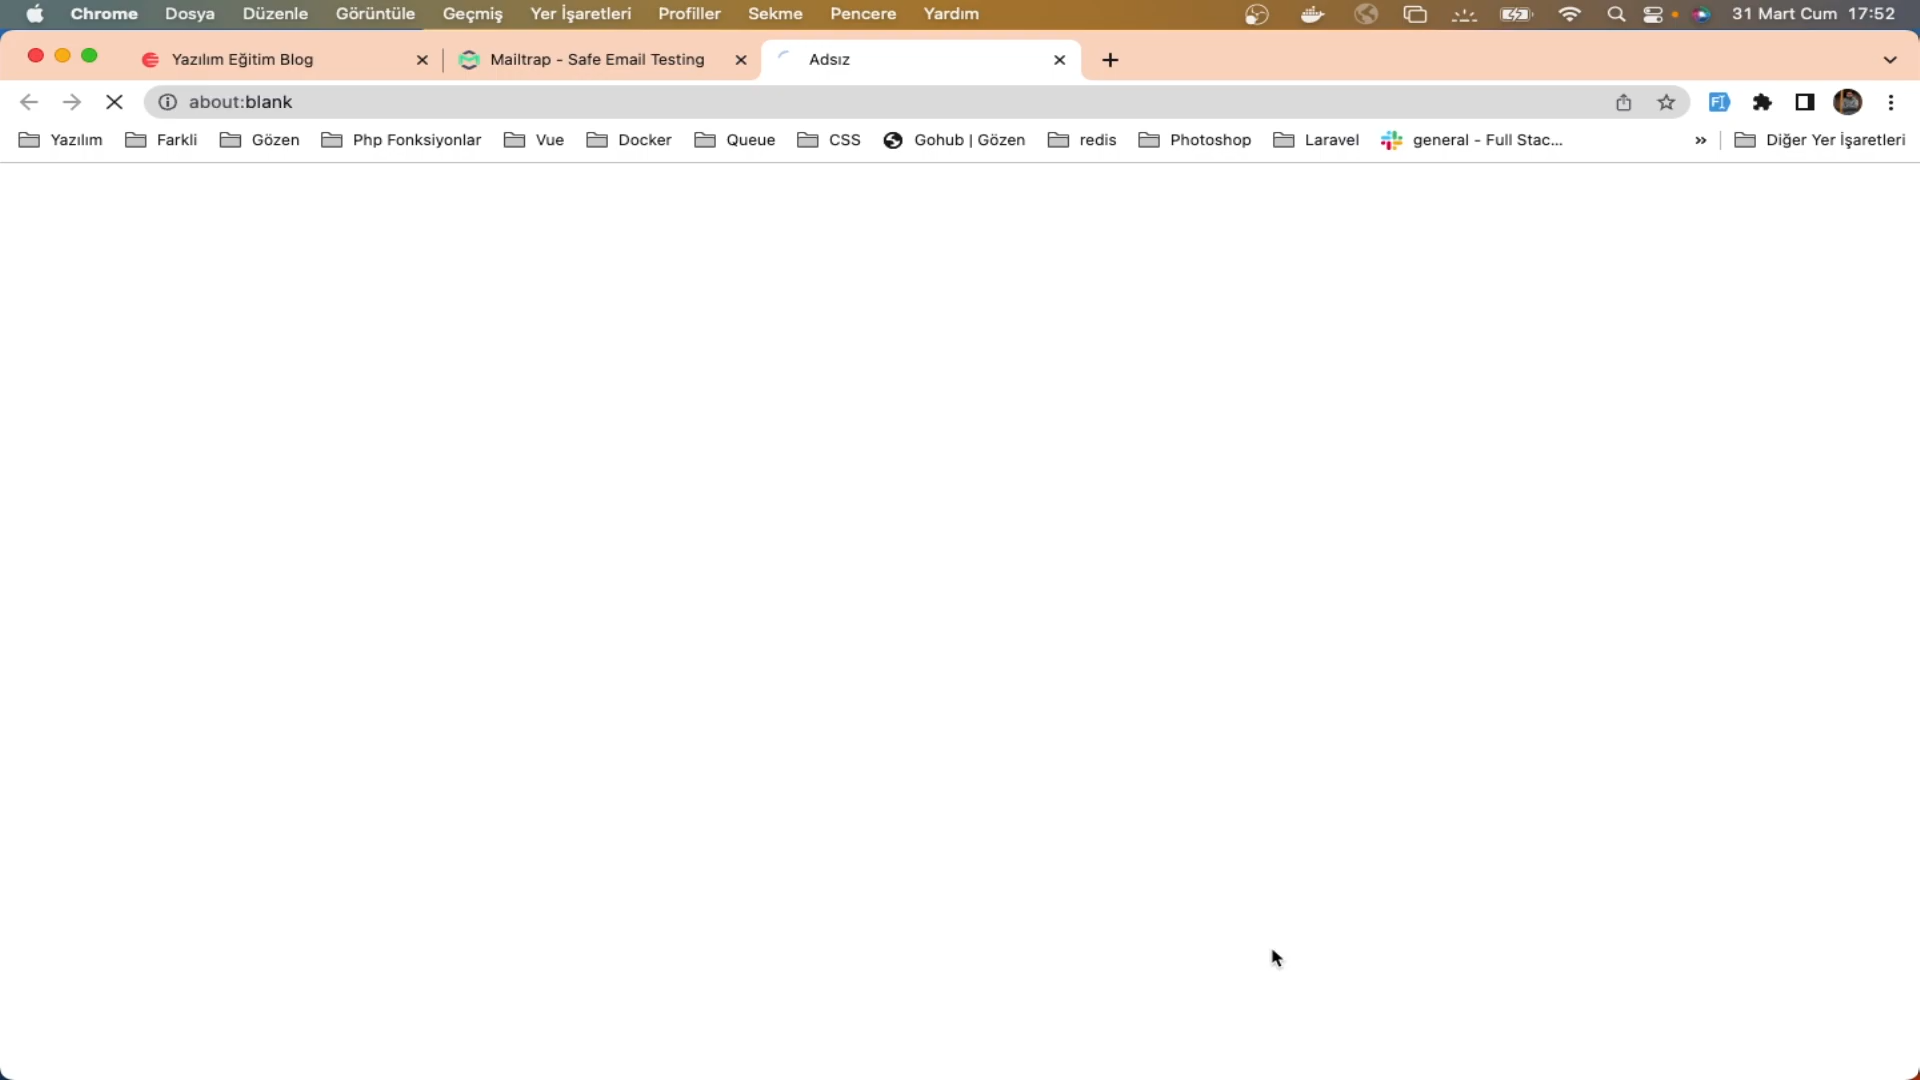 Chrome Dosya Düzenle Görüntüle Geçmiş Yer İşaretleri Profiller Sekme Pencere Yardım 31 Mart Cum 17:52
Yazılım Eğitim Blog Mailtrap - Safe Email Testing Adsız
about:blank
Yazılım Farkli Gözen Php Fonksiyonlar Vue Docker Queue CSS Gohub | Gözen redis Photoshop Laravel general - Full Stac... » Diğer Yer İşaretleri